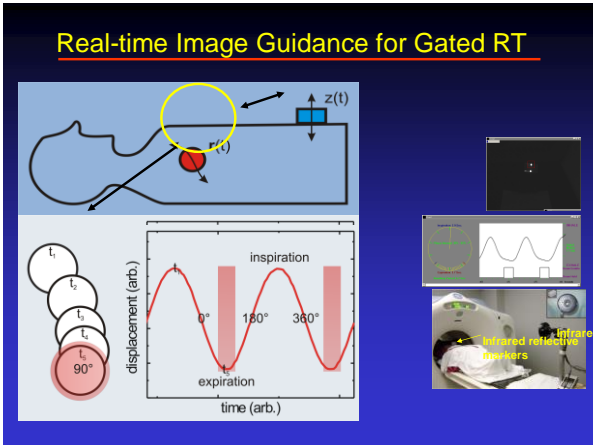 Real-time Image Guidance for Gated RT
z(t)
r(t)
t₁
t₂
t₃
t₄
t₅
90°
displacement (arb.)
t₁
inspiration
0° 180° 360°
t₅
expiration
time (arb.)
Infrared reflective
markers
Infrare